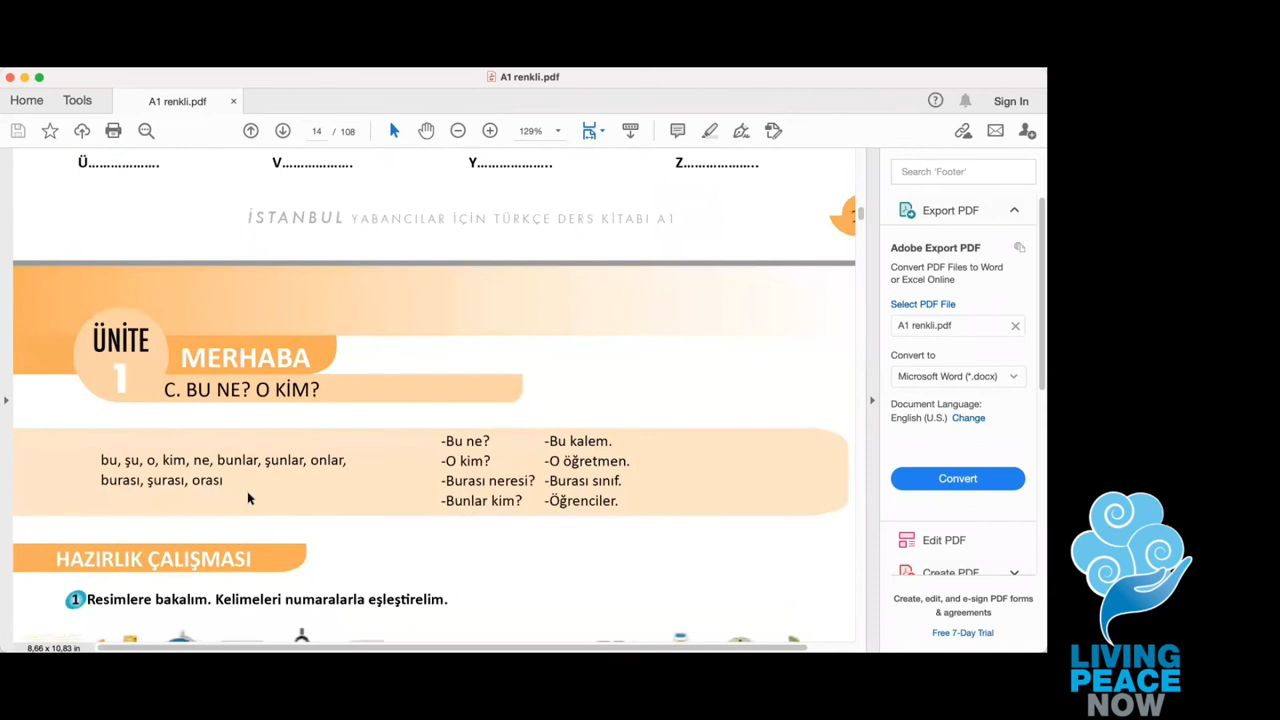 A1 renkli.pdf
Home
Tools
A1 renkli.pdf
Sign In
14 / 108
129%
Ü.................
V.................
Y.................
Z.................
İSTANBUL YABANCILAR İÇİN TÜRKÇE DERS KİTABI A1
ÜNİTE
1
MERHABA
C. BU NE? O KİM?
bu, şu, o, kim, ne, bunlar, şunlar, onlar,
burası, şurası, orası
-Bu ne? -Bu kalem.
-O kim? -O öğretmen.
-Burası neresi? -Burası sınıf.
-Bunlar kim? -Öğrenciler.
HAZIRLIK ÇALIŞMASI
1 Resimlere bakalım. Kelimeleri numaralarla eşleştirelim.
8,66 x 10,83 in
Search 'Footer'
Export PDF
Adobe Export PDF
Convert PDF Files to Word
or Excel Online
Select PDF File
A1 renkli.pdf
Convert to
Microsoft Word (*.docx)
Document Language:
English (U.S.) Change
Convert
Edit PDF
Create PDF
Create, edit, and e-sign PDF forms
& agreements
Free 7-Day Trial
LIVING
PEACE
NOW